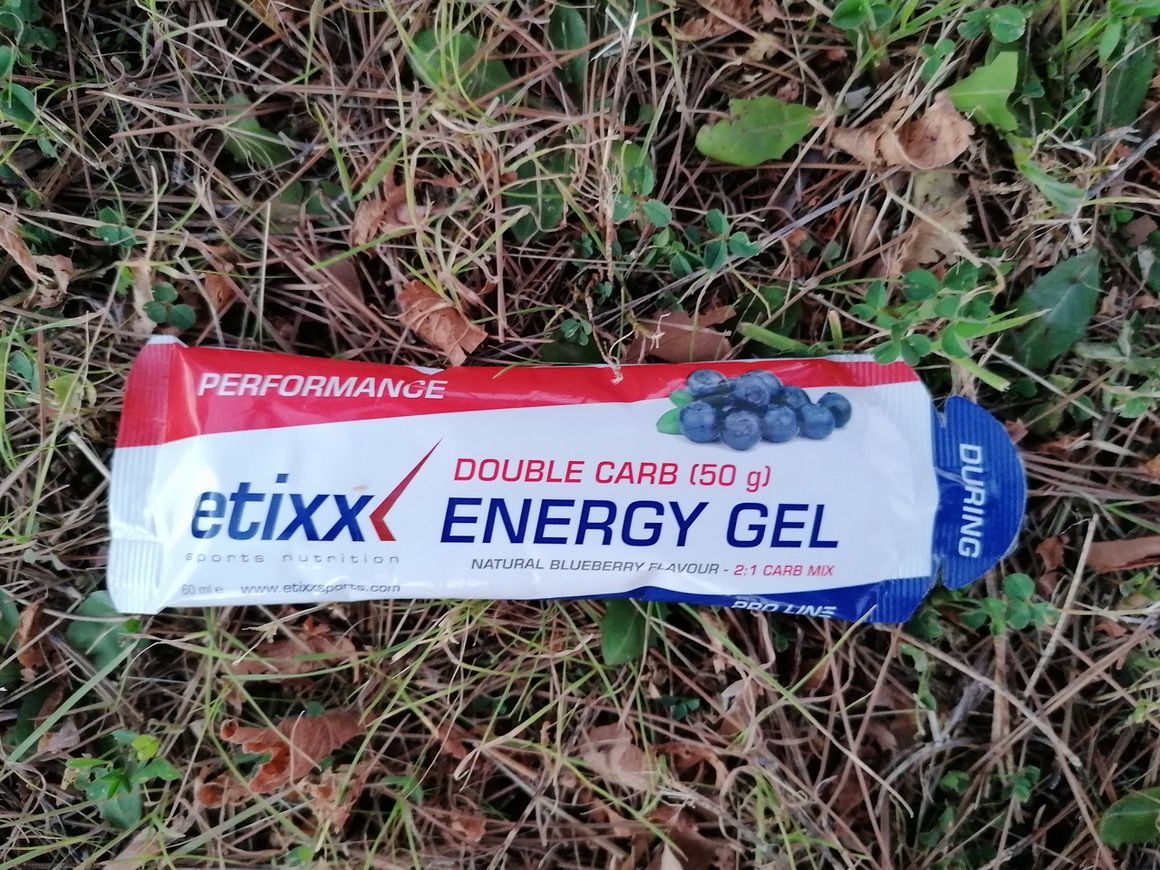 PERFORMANCE
DOUBLE CARB (50 g)
etixx
ENERGY GEL
sports nutrition
NATURAL BLUEBERRY FLAVOUR - 2:1 CARB MIX
60 ml e www.etixxsports.com
PRO LINE
DURING